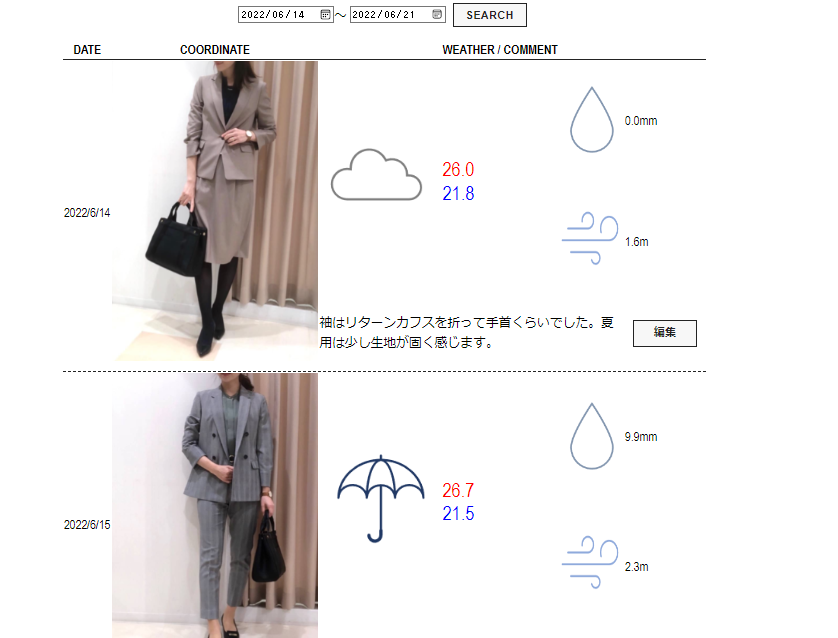 2022/06/14 ～ 2022/06/21 SEARCH
DATE COORDINATE WEATHER / COMMENT
0.0mm
26.0
21.8
2022/6/14
1.6m
袖はリターンカフスを折って手首くらいでした。夏
用は少し生地が固く感じます。
編集
9.9mm
26.7
21.5
2022/6/15
2.3m